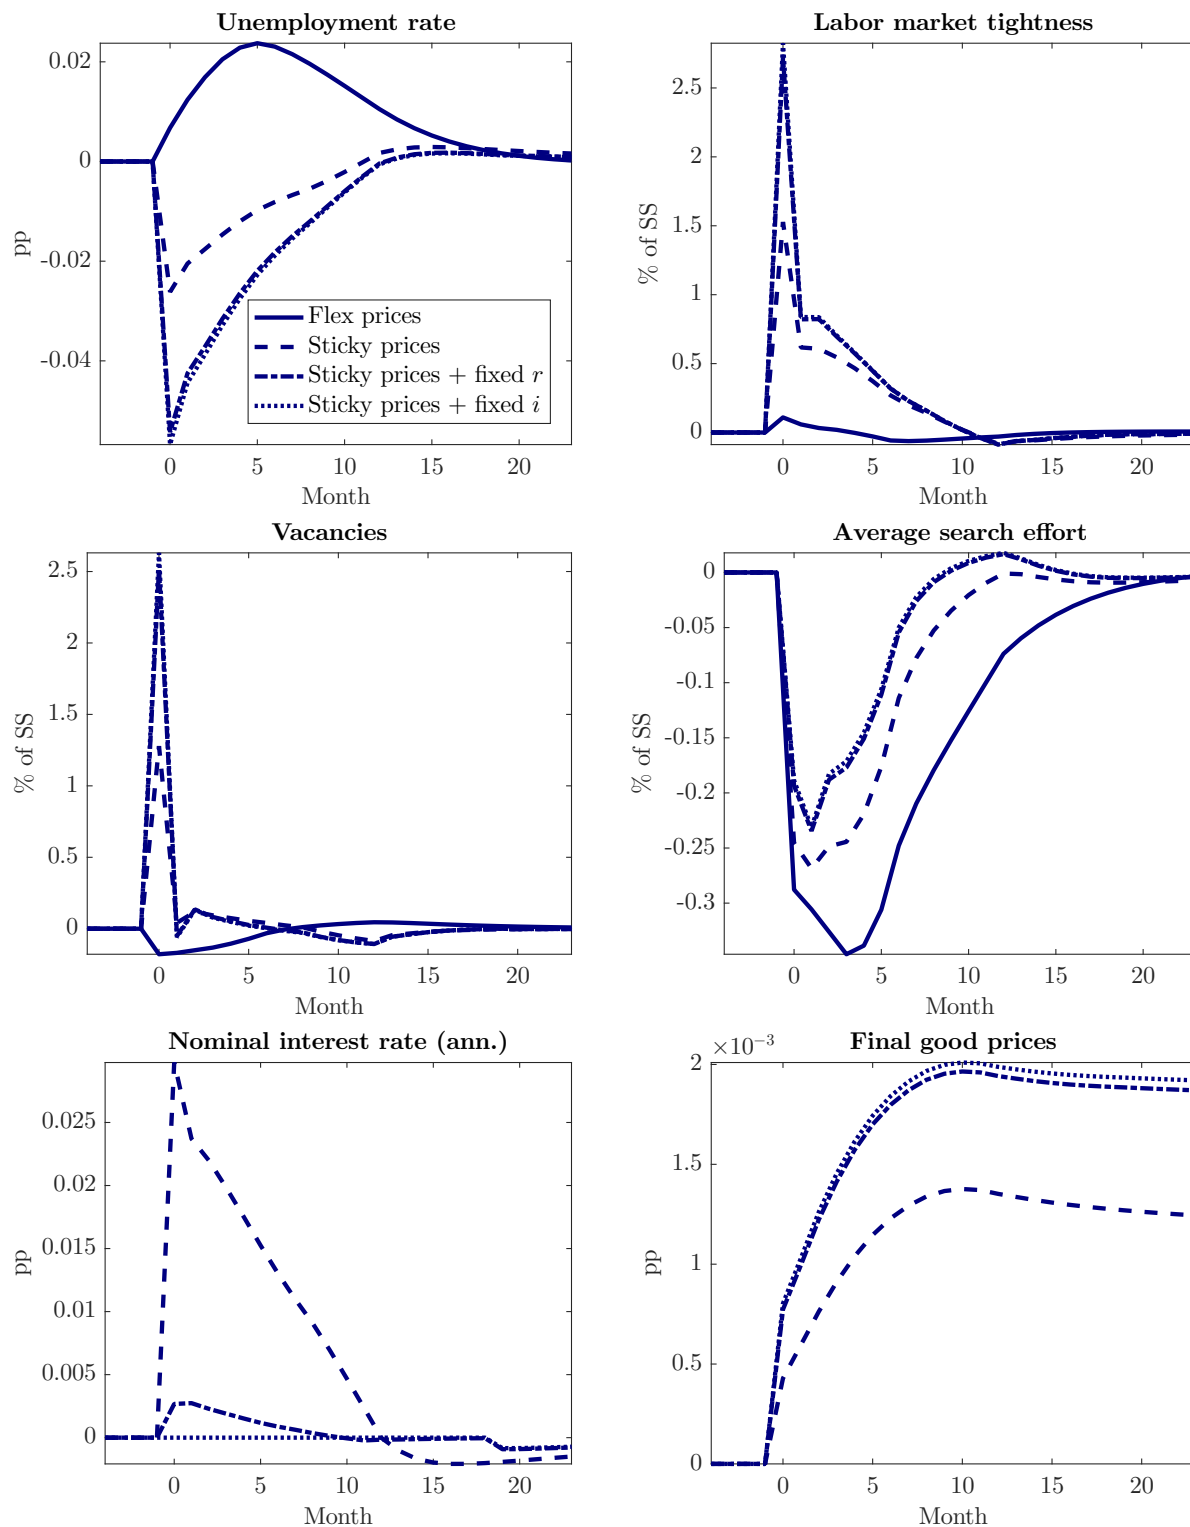 Unemployment rate
0.02
0
-0.02
-0.04
pp
0 5 10 15 20
Month
Flex prices
Sticky prices
Sticky prices + fixed r
Sticky prices + fixed i
Labor market tightness
2.5
2
1.5
1
0.5
0
% of SS
0 5 10 15 20
Month
Vacancies
2.5
2
1.5
1
0.5
0
% of SS
0 5 10 15 20
Month
Average search effort
0
-0.05
-0.1
-0.15
-0.2
-0.25
-0.3
% of SS
0 5 10 15 20
Month
Nominal interest rate (ann.)
0.025
0.02
0.015
0.01
0.005
0
pp
0 5 10 15 20
Month
Final good prices
×10⁻³
2
1.5
1
0.5
0
pp
0 5 10 15 20
Month